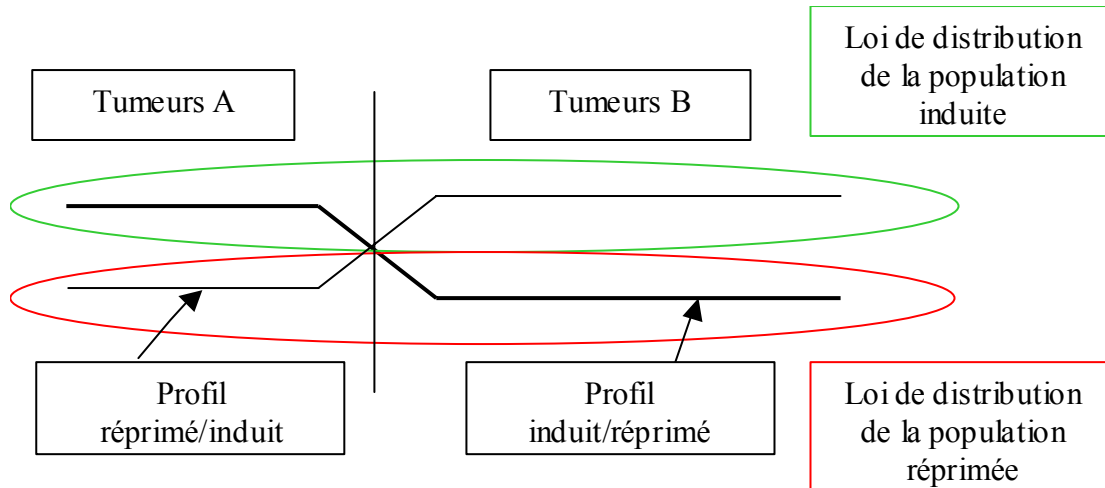 Loi de distribution
de la population
induite
Tumeurs A
Tumeurs B
Profil
réprimé/induit
Profil
induit/réprimé
Loi de distribution
de la population
réprimée